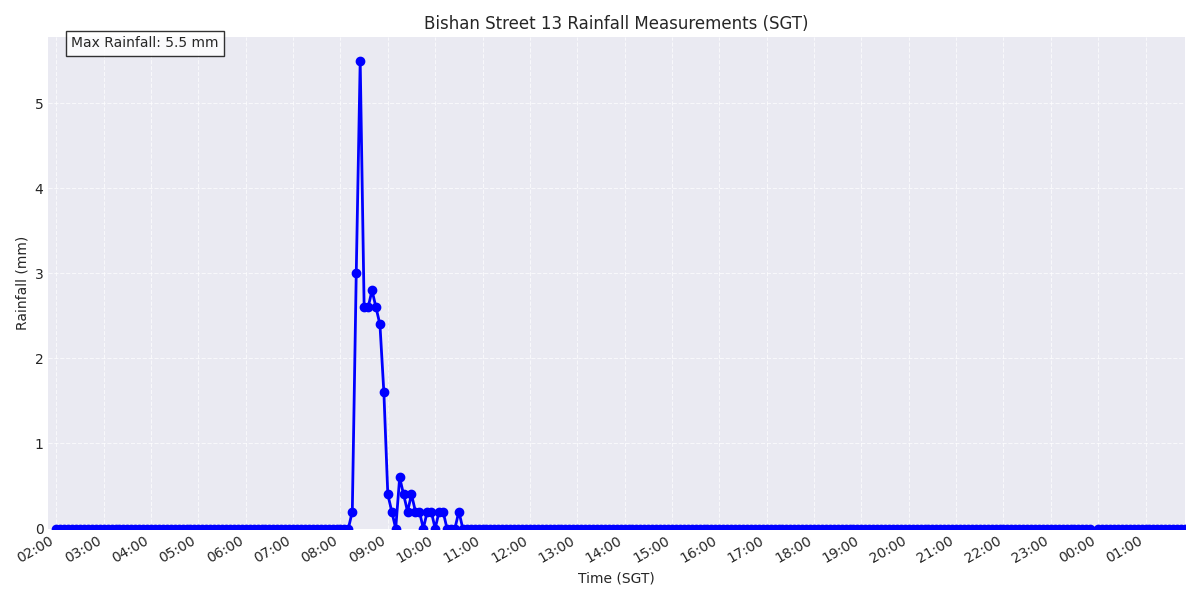 Bishan Street 13 Rainfall Measurements (SGT)
Max Rainfall: 5.5 mm
Rainfall (mm)
5
4
3
2
1
0
02:00 03:00 04:00 05:00 06:00 07:00 08:00 09:00 10:00 11:00 12:00 13:00 14:00 15:00 16:00 17:00 18:00 19:00 20:00 21:00 22:00 23:00 00:00 01:00
Time (SGT)